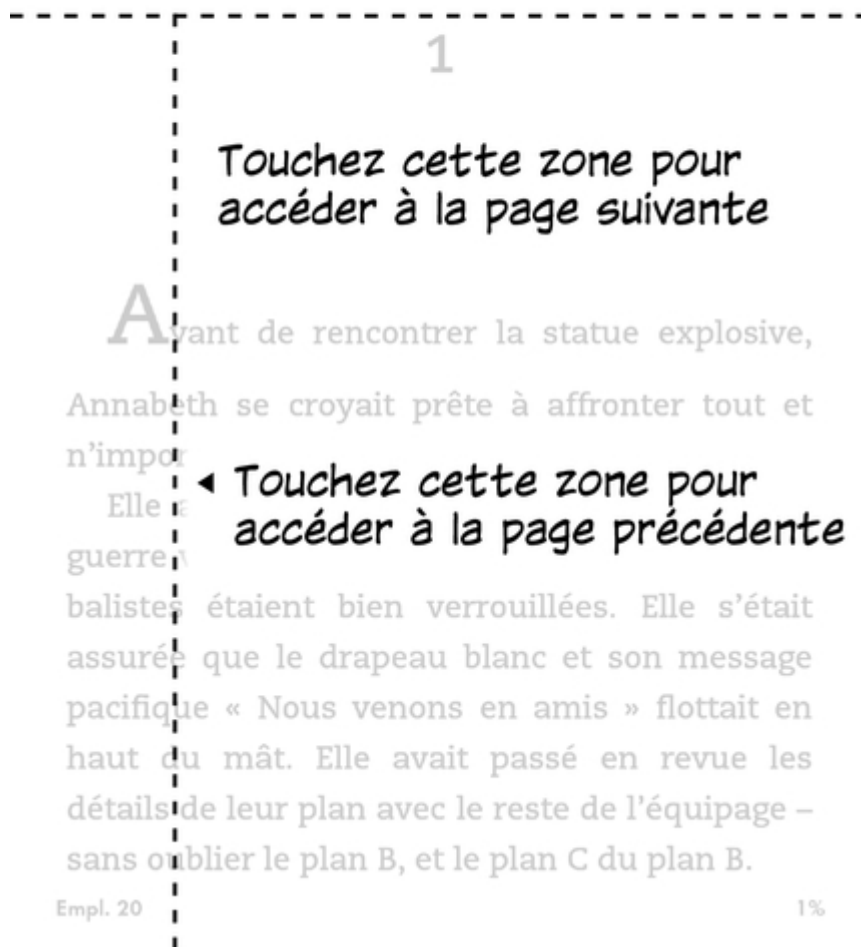 1
Touchez cette zone pour
accéder à la page suivante
Avant de rencontrer la statue explosive,
Annabeth se croyait prête à affronter tout et
n'impor
Touchez cette zone pour
accéder à la page précédente
Elle
guerre
balistes étaient bien verrouillées. Elle s'était
assurée que le drapeau blanc et son message
pacifique « Nous venons en amis » flottait en
haut du mât. Elle avait passé en revue les
détails de leur plan avec le reste de l'équipage –
sans oublier le plan B, et le plan C du plan B.
Empl. 20 1%